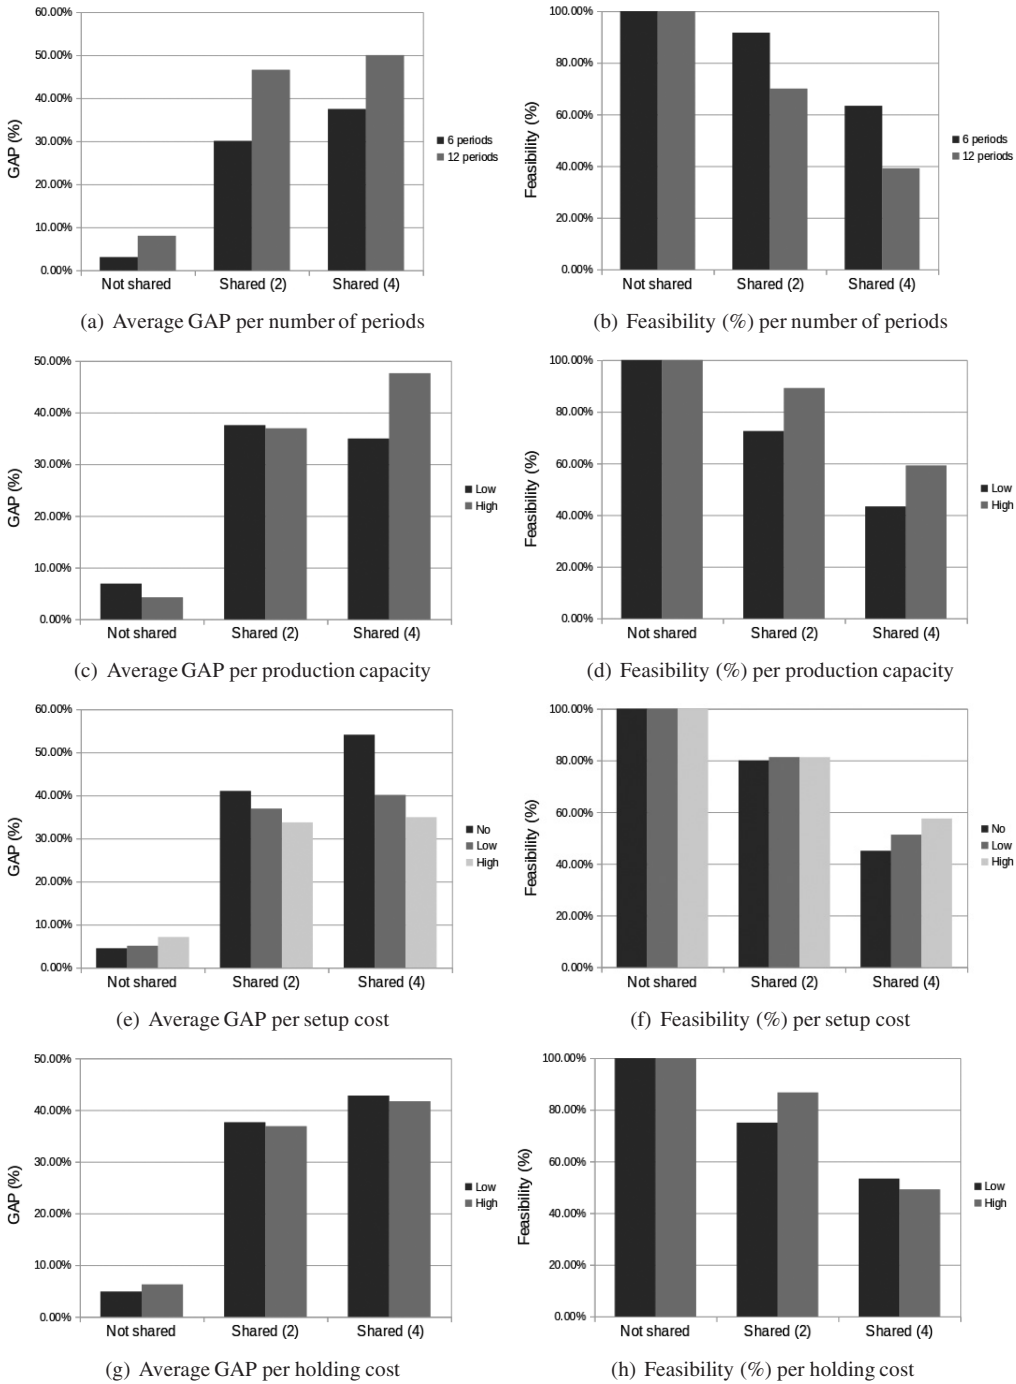 60.00%
50.00%
40.00%
30.00%
20.00%
10.00%
0.00%
GAP (%)
Not shared Shared (2) Shared (4)
6 periods
12 periods
(a) Average GAP per number of periods
100.00%
80.00%
60.00%
40.00%
20.00%
0.00%
Feasibility (%)
Not shared Shared (2) Shared (4)
6 periods
12 periods
(b) Feasibility (%) per number of periods
50.00%
40.00%
30.00%
20.00%
10.00%
0.00%
GAP (%)
Not shared Shared (2) Shared (4)
Low
High
(c) Average GAP per production capacity
100.00%
80.00%
60.00%
40.00%
20.00%
0.00%
Feasibility (%)
Not shared Shared (2) Shared (4)
Low
High
(d) Feasibility (%) per production capacity
60.00%
50.00%
40.00%
30.00%
20.00%
10.00%
0.00%
GAP (%)
Not shared Shared (2) Shared (4)
No
Low
High
(e) Average GAP per setup cost
100.00%
80.00%
60.00%
40.00%
20.00%
0.00%
Feasibility (%)
Not shared Shared (2) Shared (4)
No
Low
High
(f) Feasibility (%) per setup cost
50.00%
40.00%
30.00%
20.00%
10.00%
0.00%
GAP (%)
Not shared Shared (2) Shared (4)
Low
High
(g) Average GAP per holding cost
100.00%
80.00%
60.00%
40.00%
20.00%
0.00%
Feasibility (%)
Not shared Shared (2) Shared (4)
Low
High
(h) Feasibility (%) per holding cost